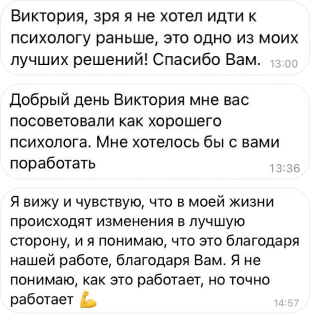 Виктория, зря я не хотел идти к
психологу раньше, это одно из моих
лучших решений! Спасибо Вам. 13:00
Добрый день Виктория мне вас
посоветовали как хорошего
психолога. Мне хотелось бы с вами
поработать 13:36
Я вижу и чувствую, что в моей жизни
происходят изменения в лучшую
сторону, и я понимаю, что это благодаря
нашей работе, благодаря Вам. Я не
понимаю, как это работает, но точно
работает 💪 14:57